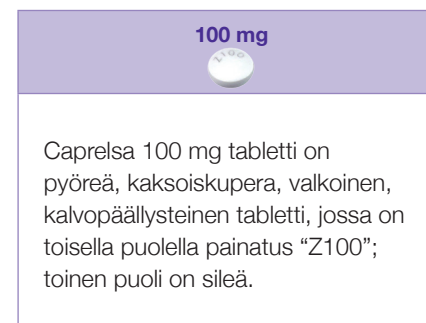 100 mg
Z100
Caprelsa 100 mg tabletti on
pyöreä, kaksoiskupera, valkoinen,
kalvopäällysteinen tabletti, jossa on
toisella puolella painatus “Z100”;
toinen puoli on sileä.